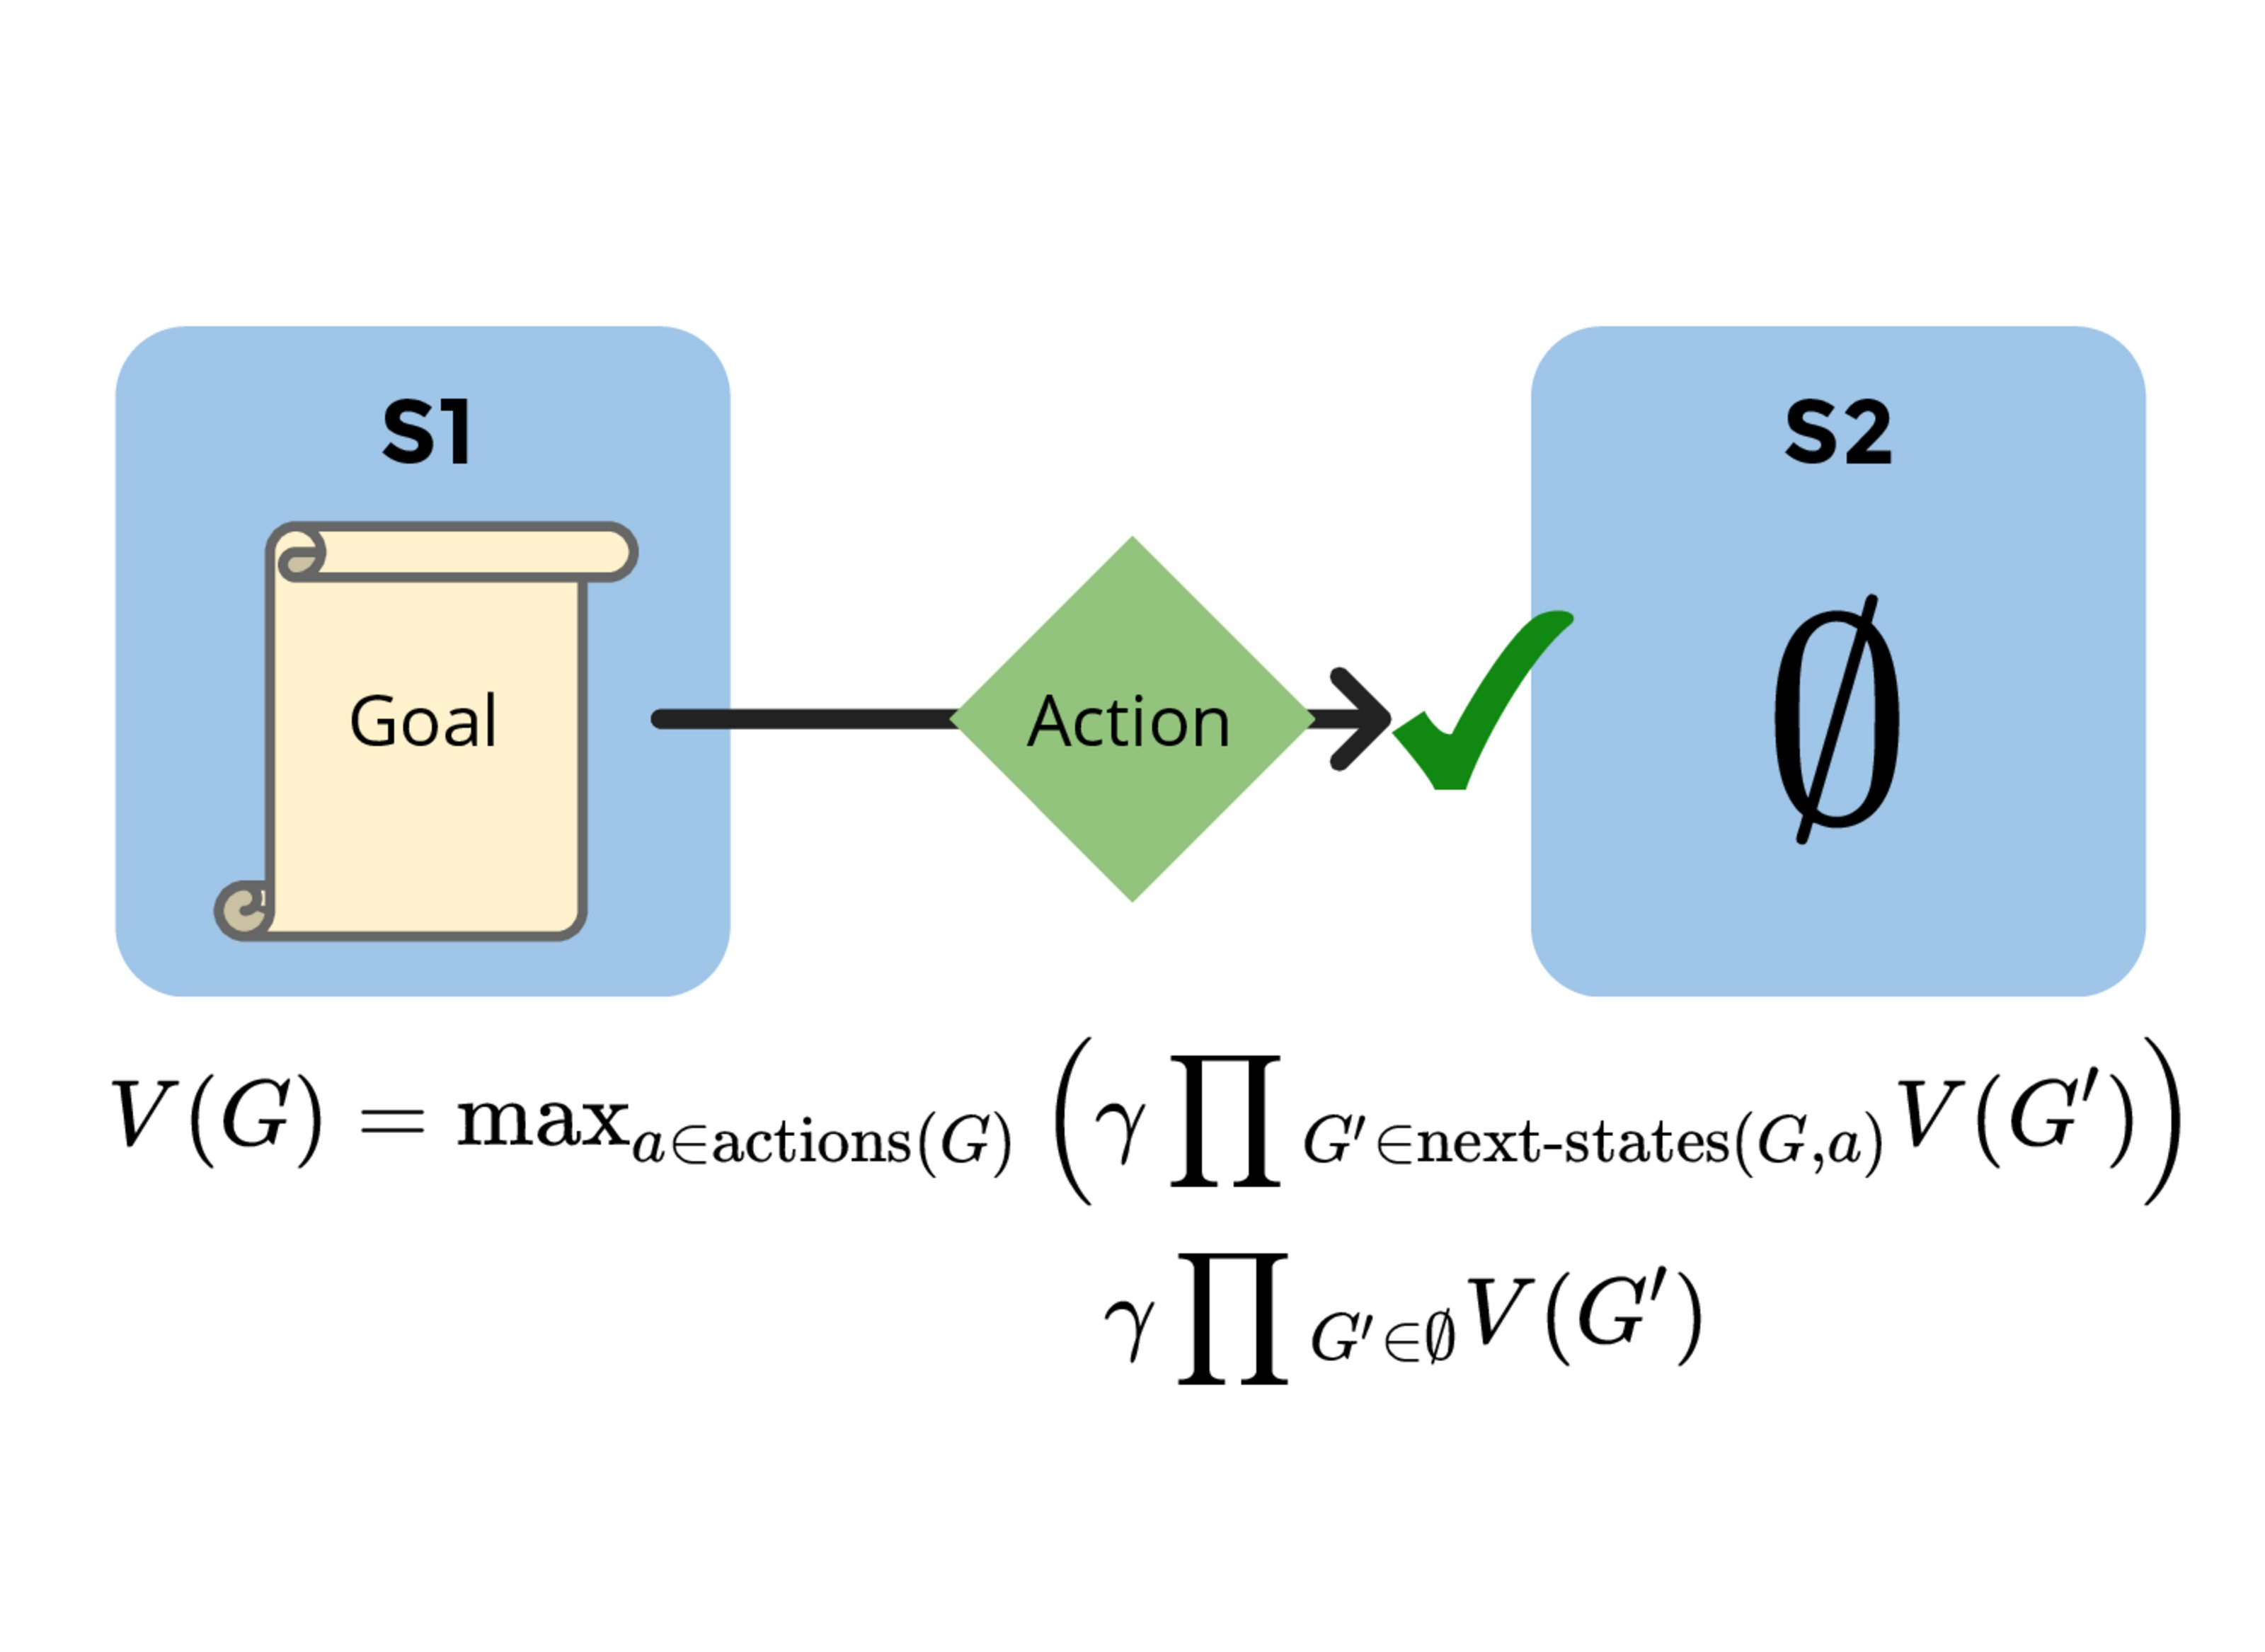 S1
S2
Goal
Action
∅
V(G) = max_{a∈actions(G)} (γ ∏_{G′∈next-states(G,a)} V(G′))
γ ∏_{G′∈∅} V(G′)